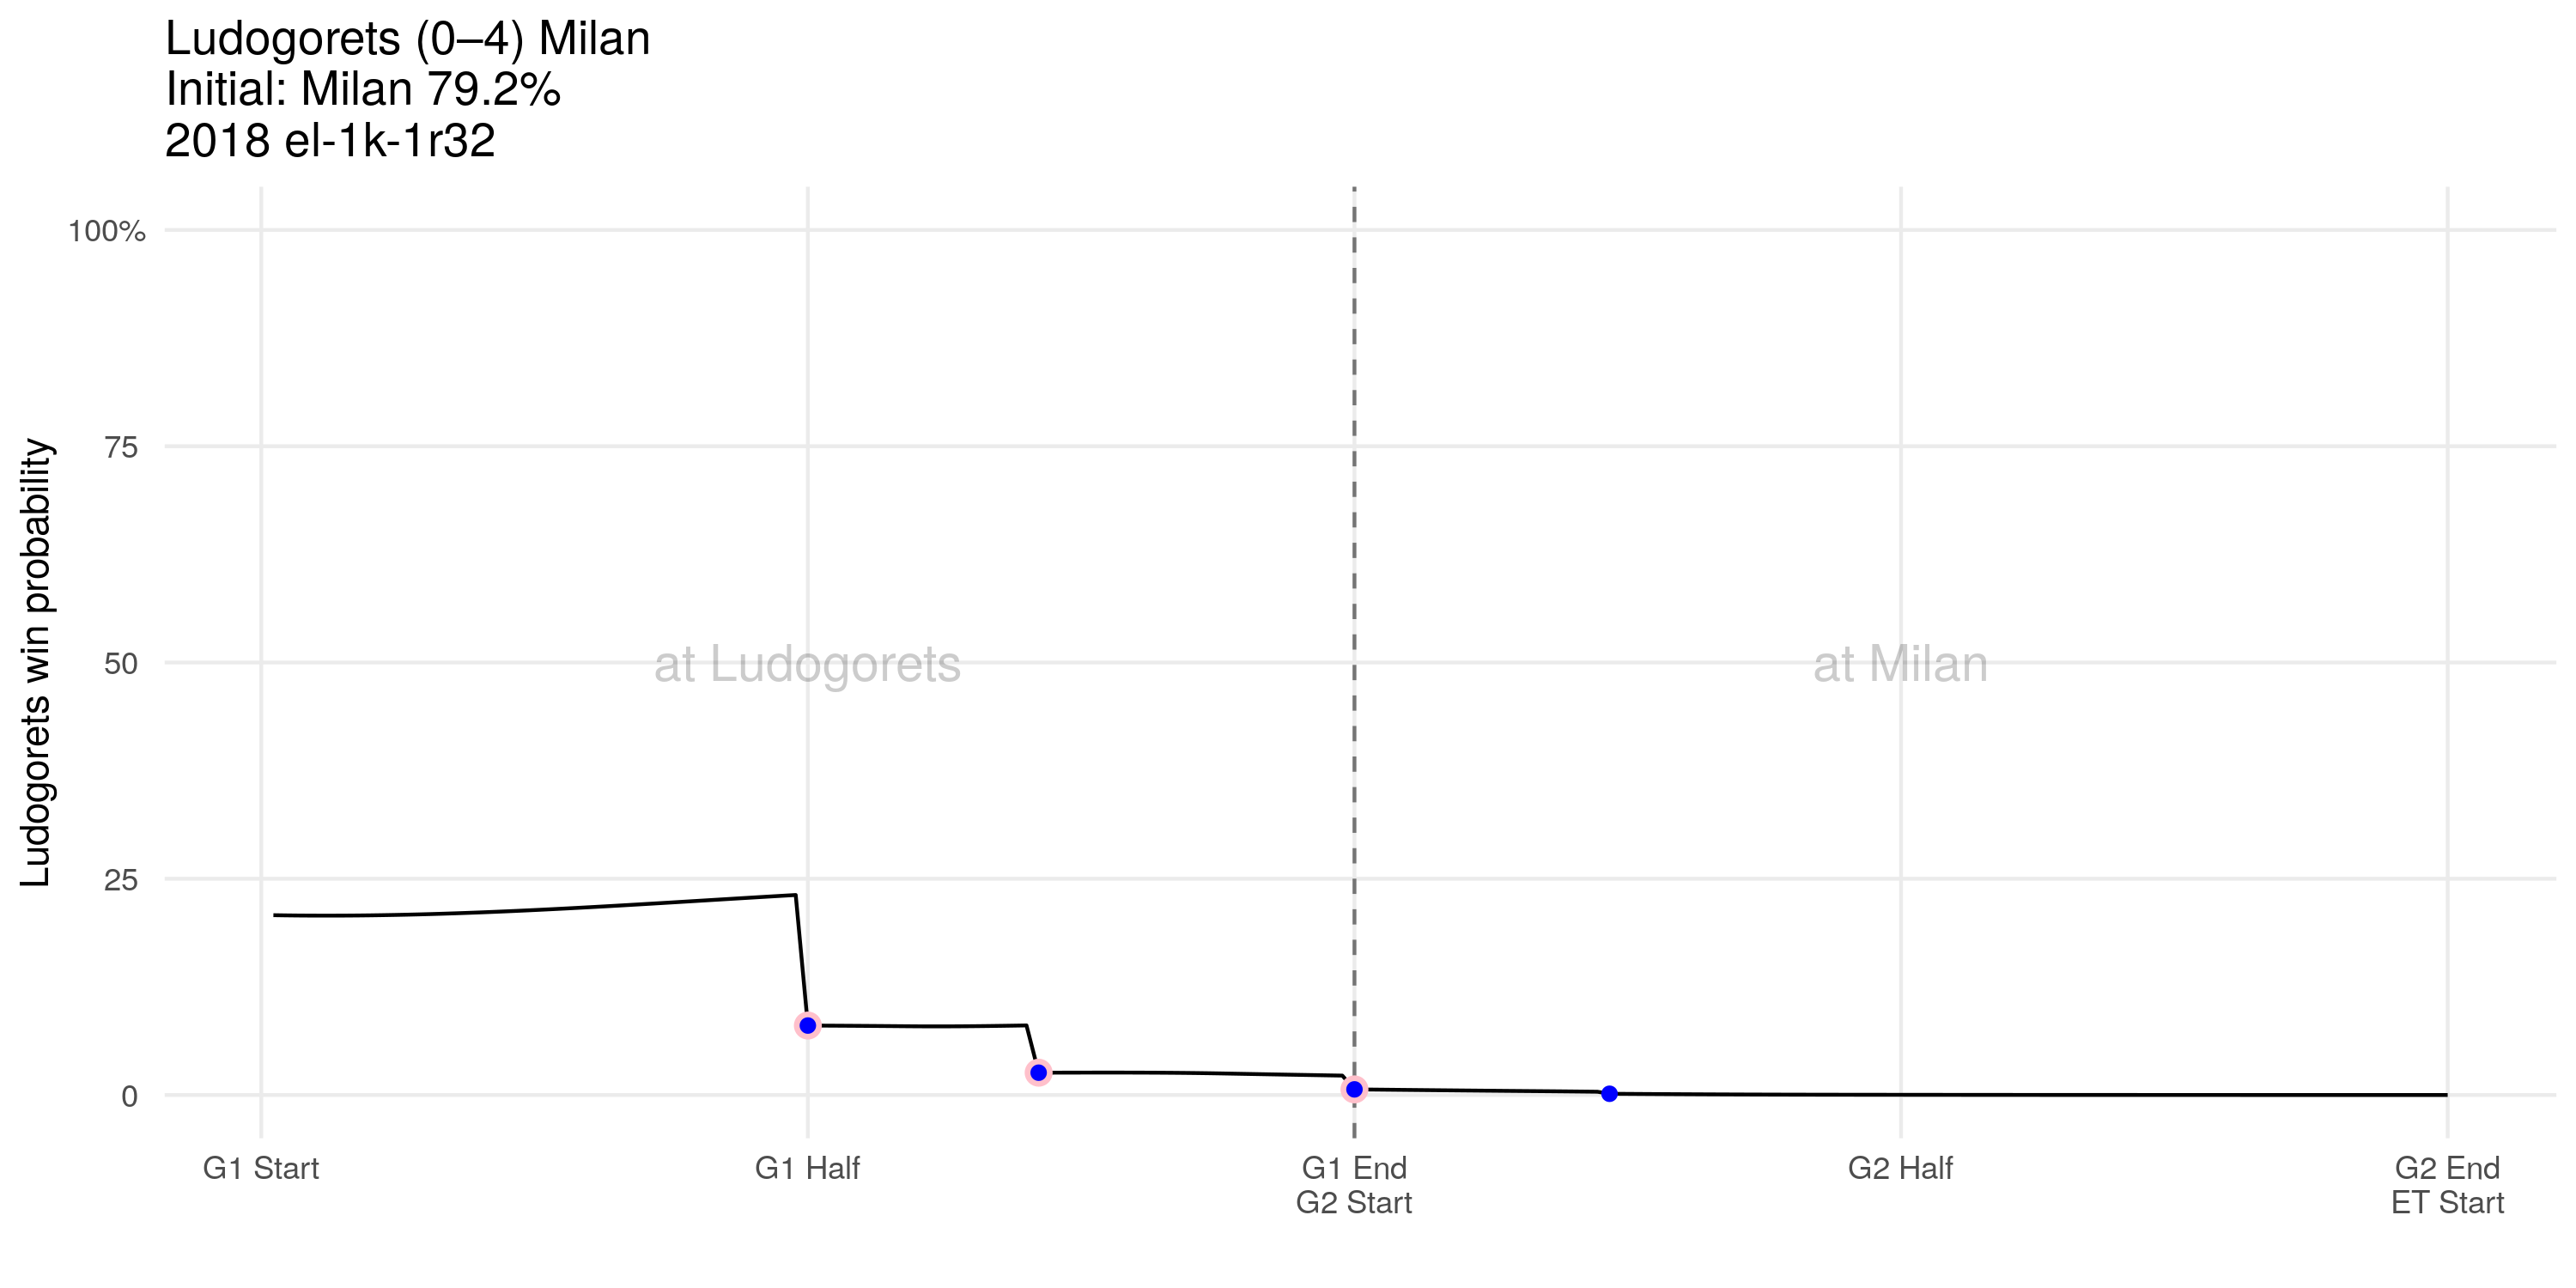 Ludogorets (0–4) Milan
Initial: Milan 79.2%
2018 el-1k-1r32
Ludogorets win probability
100%
75
50
25
0
at Ludogorets
at Milan
G1 Start
G1 Half
G1 End
G2 Start
G2 Half
G2 End
ET Start